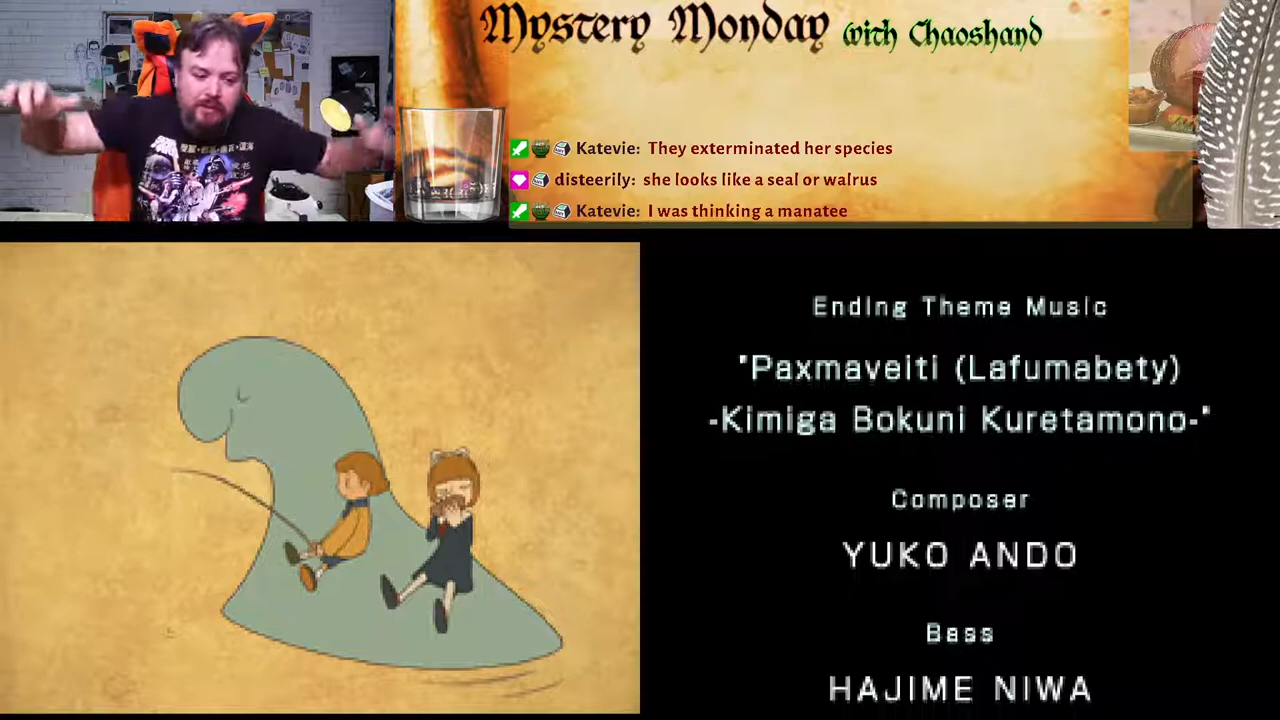 Mystery Monday with Chaoshand
Katevie: They exterminated her species
disteerily: she looks like a seal or walrus
Katevie: I was thinking a manatee
Ending Theme Music
"Paxmaveiti (Lafumabety)
-Kimiga Bokuni Kuretamono-"
Composer
YUKO ANDO
Bass
HAJIME NIWA